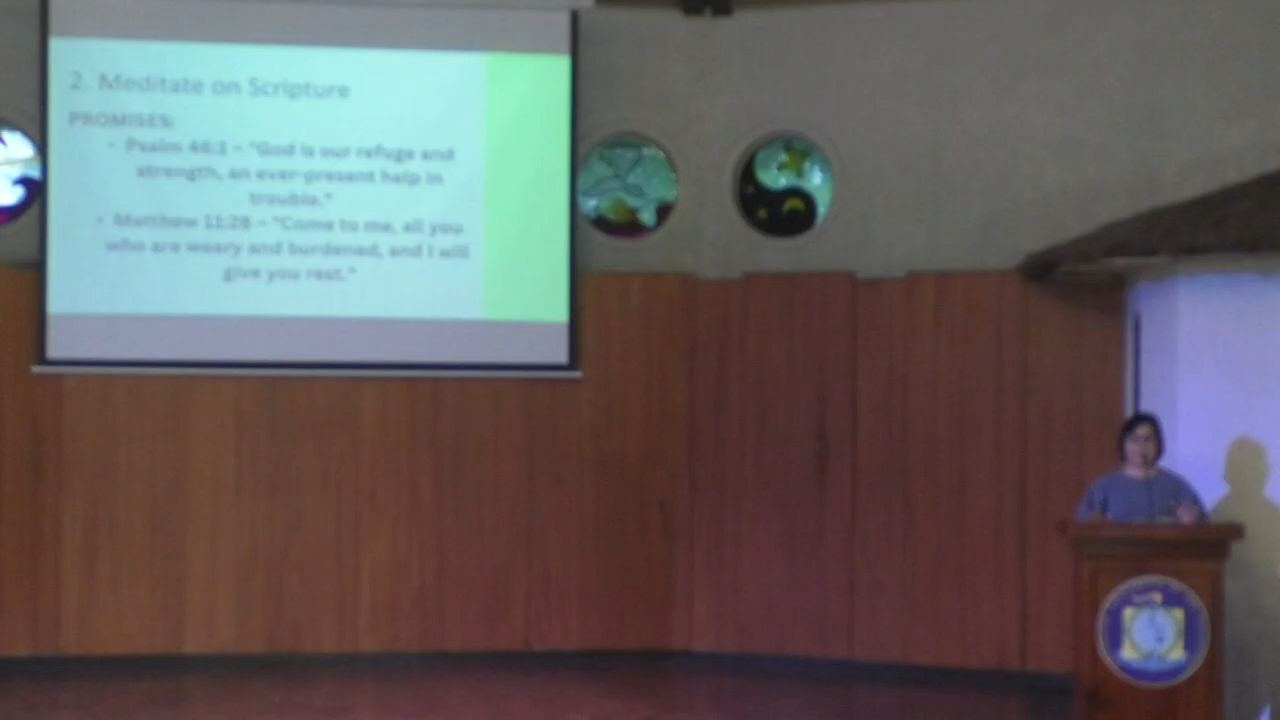 2. Meditate on Scripture
PROMISES:
• Psalm 46:1 – "God is our refuge and
strength, an ever-present help in
trouble."
• Matthew 11:28 – "Come to me, all you
who are weary and burdened, and I will
give you rest."